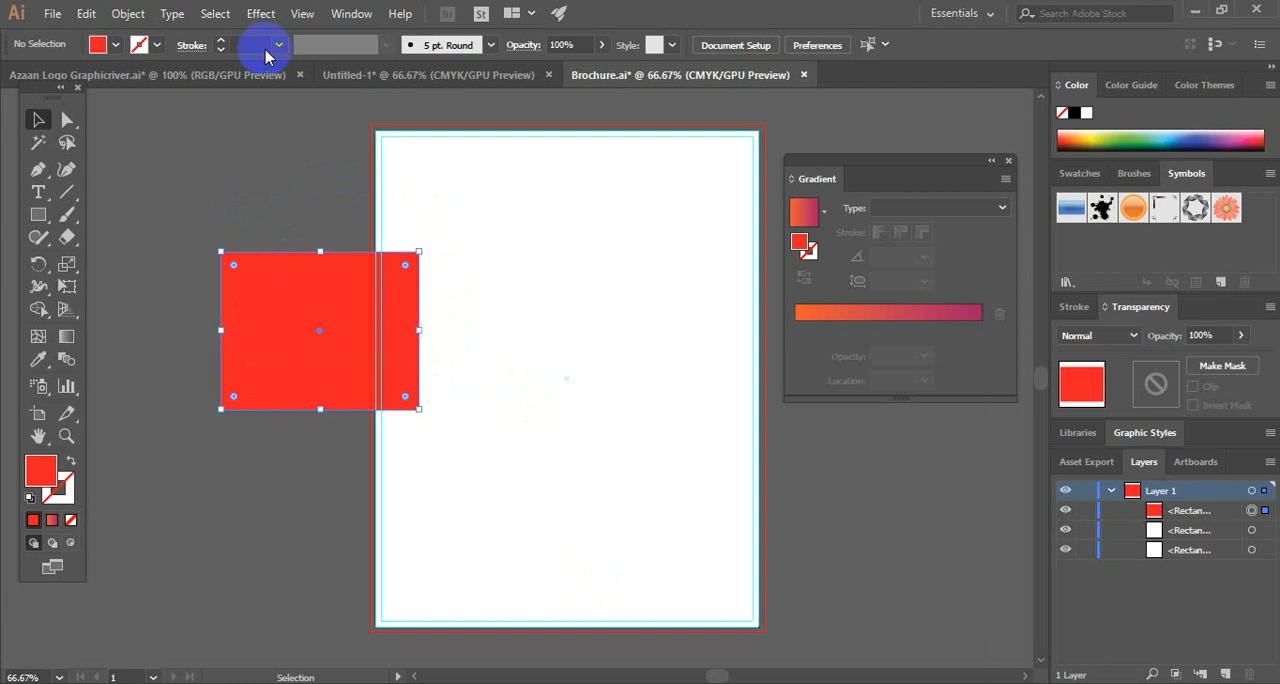 Ai File Edit Object Type Select Effect View Window Help Br St Essentials Search Adobe Stock
No Selection Stroke: 5 pt. Round Opacity: 100% Style: Document Setup Preferences
Azaan Logo Graphicriver.ai* @ 100% (RGB/GPU Preview) Untitled-1* @ 66.67% (CMYK/GPU Preview) Brochure.ai* @ 66.67% (CMYK/GPU Preview)
Color Color Guide Color Themes
Swatches Brushes Symbols
Gradient
Type:
Stroke:
Stroke Transparency
Normal Opacity: 100%
Make Mask
Clip
Invert Mask
Opacity:
Location:
Libraries Graphic Styles
Asset Export Layers Artboards
Layer 1
<Rectan...
<Rectan...
<Rectan...
66.67% 1 Selection 1 Layer